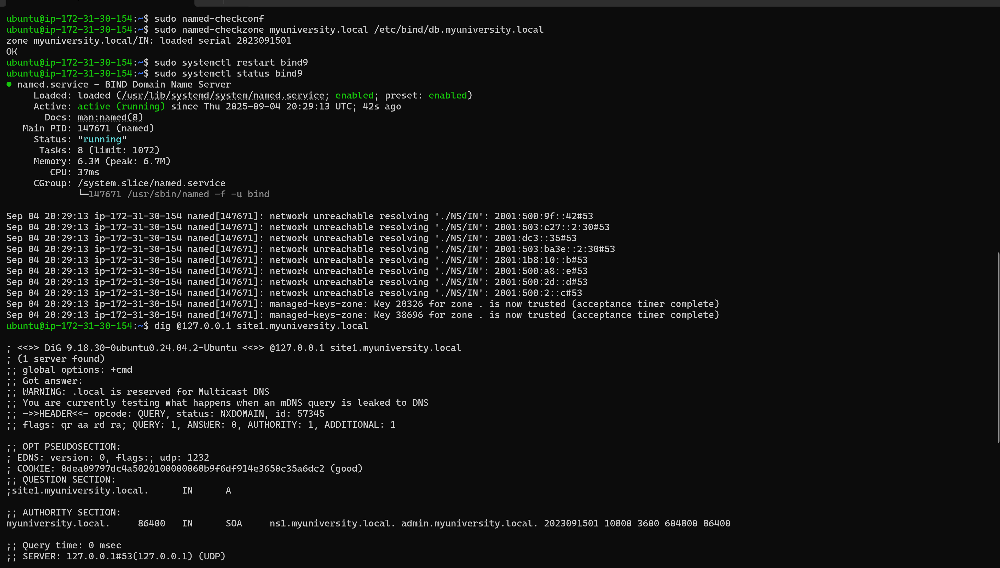 ubuntu@ip-172-31-30-154:~$ sudo named-checkconf
ubuntu@ip-172-31-30-154:~$ sudo named-checkzone myuniversity.local /etc/bind/db.myuniversity.local
zone myuniversity.local/IN: loaded serial 2023091501
OK
ubuntu@ip-172-31-30-154:~$ sudo systemctl restart bind9
ubuntu@ip-172-31-30-154:~$ sudo systemctl status bind9
● named.service - BIND Domain Name Server
     Loaded: loaded (/usr/lib/systemd/system/named.service; enabled; preset: enabled)
     Active: active (running) since Thu 2025-09-04 20:29:13 UTC; 42s ago
       Docs: man:named(8)
   Main PID: 147671 (named)
     Status: "running"
      Tasks: 8 (limit: 1072)
     Memory: 6.3M (peak: 6.7M)
        CPU: 37ms
     CGroup: /system.slice/named.service
             └─147671 /usr/sbin/named -f -u bind
Sep 04 20:29:13 ip-172-31-30-154 named[147671]: network unreachable resolving './NS/IN': 2001:500:9f::42#53
Sep 04 20:29:13 ip-172-31-30-154 named[147671]: network unreachable resolving './NS/IN': 2001:503:c27::2:30#53
Sep 04 20:29:13 ip-172-31-30-154 named[147671]: network unreachable resolving './NS/IN': 2001:dc3::35#53
Sep 04 20:29:13 ip-172-31-30-154 named[147671]: network unreachable resolving './NS/IN': 2001:503:ba3e::2:30#53
Sep 04 20:29:13 ip-172-31-30-154 named[147671]: network unreachable resolving './NS/IN': 2801:1b8:10::b#53
Sep 04 20:29:13 ip-172-31-30-154 named[147671]: network unreachable resolving './NS/IN': 2001:500:a8::e#53
Sep 04 20:29:13 ip-172-31-30-154 named[147671]: network unreachable resolving './NS/IN': 2001:500:2d::d#53
Sep 04 20:29:13 ip-172-31-30-154 named[147671]: network unreachable resolving './NS/IN': 2001:500:2::c#53
Sep 04 20:29:13 ip-172-31-30-154 named[147671]: managed-keys-zone: Key 20326 for zone . is now trusted (acceptance timer complete)
Sep 04 20:29:13 ip-172-31-30-154 named[147671]: managed-keys-zone: Key 38696 for zone . is now trusted (acceptance timer complete)
ubuntu@ip-172-31-30-154:~$ dig @127.0.0.1 site1.myuniversity.local
; <<>> DiG 9.18.30-0ubuntu0.24.04.2-Ubuntu <<>> @127.0.0.1 site1.myuniversity.local
; (1 server found)
;; global options: +cmd
;; Got answer:
;; WARNING: .local is reserved for Multicast DNS
;; You are currently testing what happens when an mDNS query is leaked to DNS
;; ->>HEADER<<- opcode: QUERY, status: NXDOMAIN, id: 57345
;; flags: qr aa rd ra; QUERY: 1, ANSWER: 0, AUTHORITY: 1, ADDITIONAL: 1
;; OPT PSEUDOSECTION:
; EDNS: version: 0, flags:; udp: 1232
; COOKIE: 0dea09797dc4a5020100000068b9f6df914e3650c35a6dc2 (good)
;; QUESTION SECTION:
;site1.myuniversity.local.      IN      A
;; AUTHORITY SECTION:
myuniversity.local.     86400   IN      SOA     ns1.myuniversity.local. admin.myuniversity.local. 2023091501 10800 3600 604800 86400
;; Query time: 0 msec
;; SERVER: 127.0.0.1#53(127.0.0.1) (UDP)